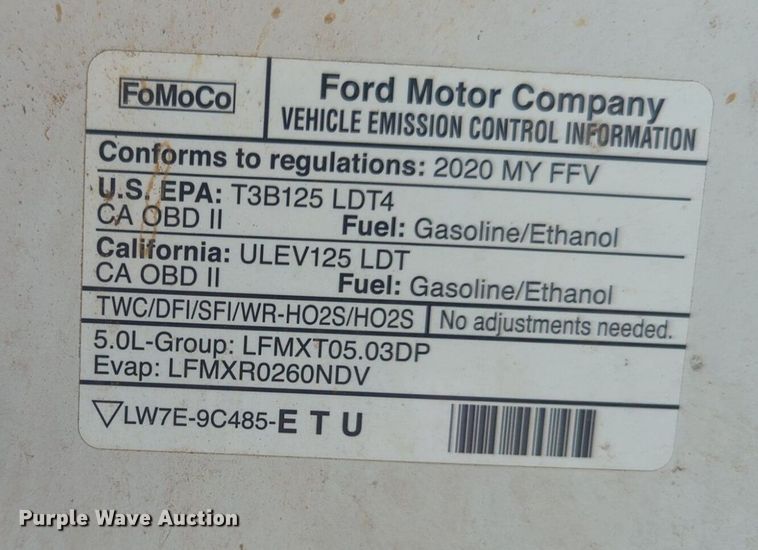 FoMoCo
Ford Motor Company
VEHICLE EMISSION CONTROL INFORMATION
Conforms to regulations: 2020 MY FFV
U.S. EPA: T3B125 LDT4
CA OBD II Fuel: Gasoline/Ethanol
California: ULEV125 LDT
CA OBD II Fuel: Gasoline/Ethanol
TWC/DFI/SFI/WR-HO2S/HO2S No adjustments needed.
5.0L-Group: LFMXT05.03DP
Evap: LFMXR0260NDV
▽LW7E-9C485-E T U
Purple Wave Auction